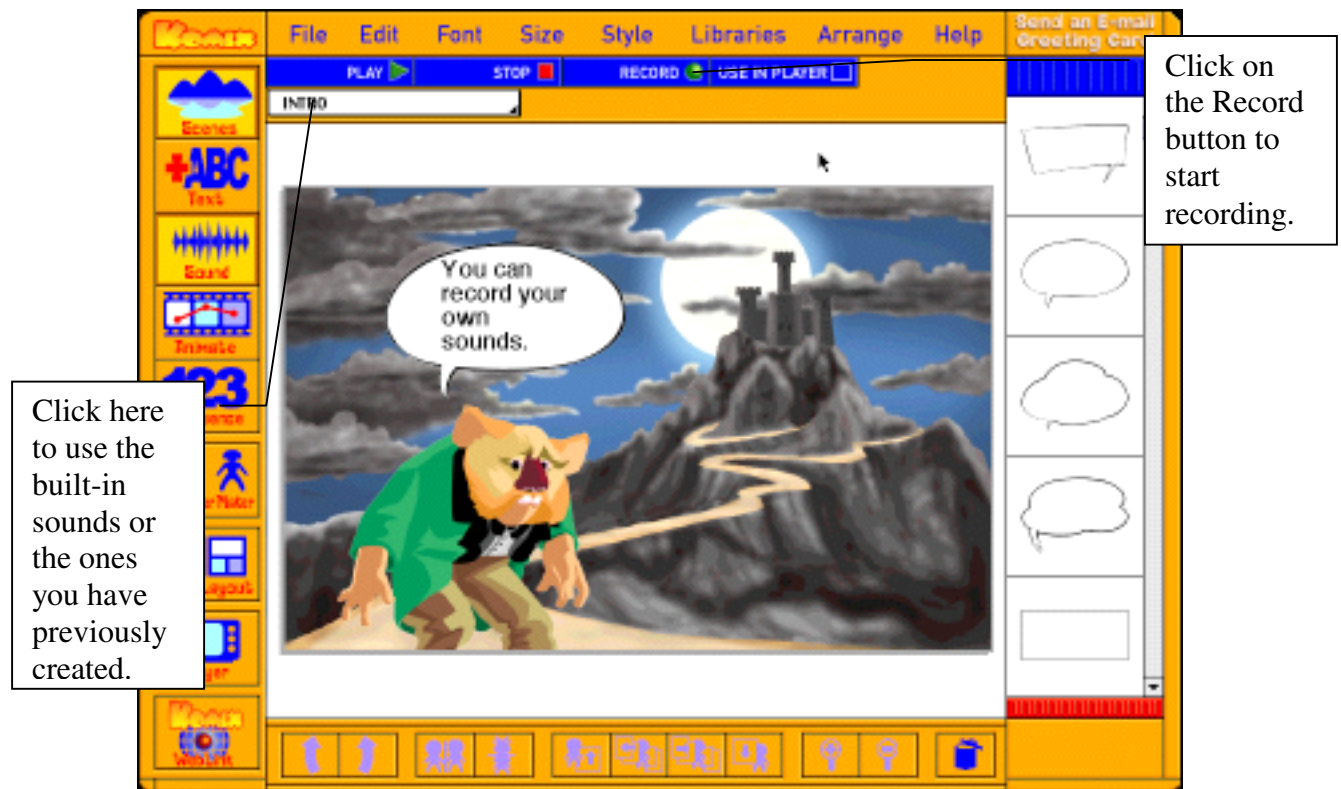 File Edit Font Size Style Libraries Arrange Help
Send an E-mail
Greeting Card
PLAY STOP RECORD USE IN PLAYER
INTRO
Scenes
+ABC
Text
Sound
Animate
Click on
the Record
button to
start
recording.
You can
record your
own
sounds.
Click here
to use the
built-in
sounds or
the ones
you have
previously
created.
WebLink